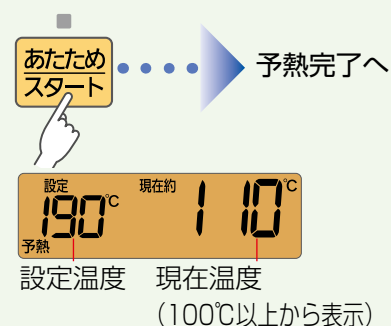 あたため
スタート
予熱完了へ
設定 190℃ 現在約 110℃
予熱
設定温度 現在温度
（100℃以上から表示）